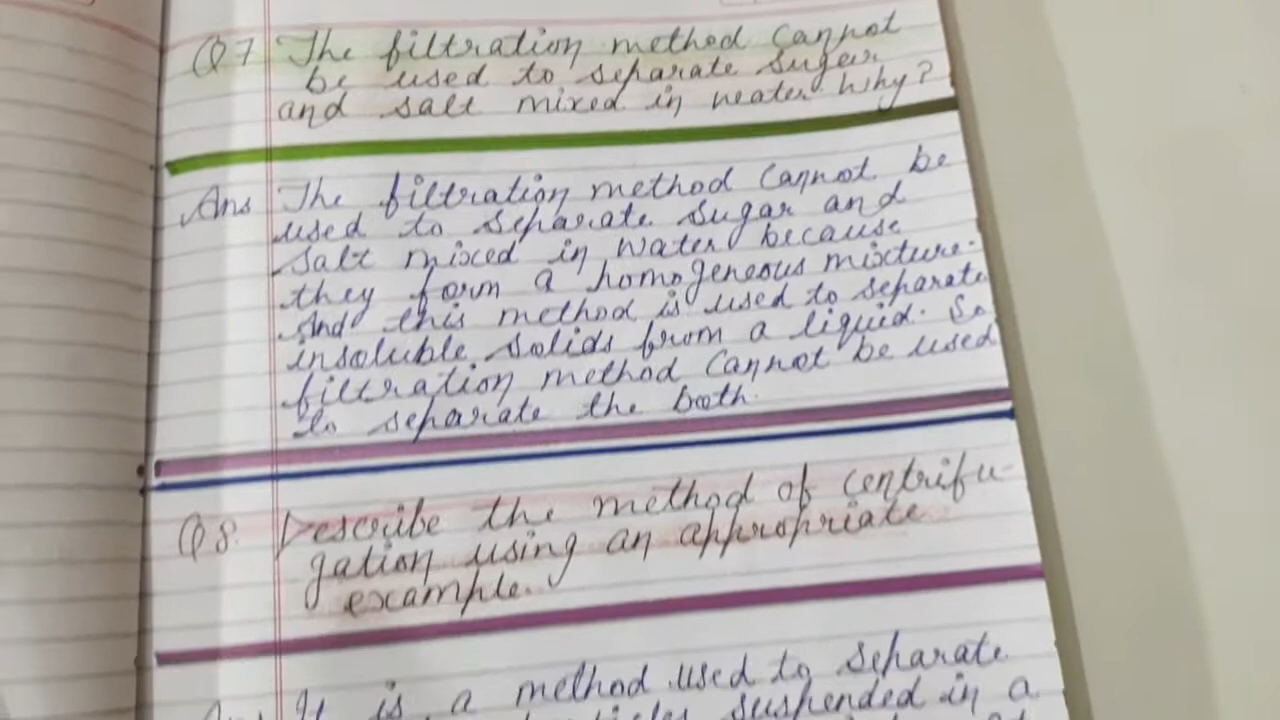 Q7 The filtration method cannot
be used to separate sugar
and salt mixed in water. Why?
Ans The filtration method cannot be
used to separate sugar and
salt mixed in water because
they form a homogeneous mixture.
And this method is used to separate
insoluble solids from a liquid. So
filtration method cannot be used
to separate the both.
Q8. Describe the method of centrifu-
gation using an appropriate
example.
Ans It is a method used to separate
suspended in a